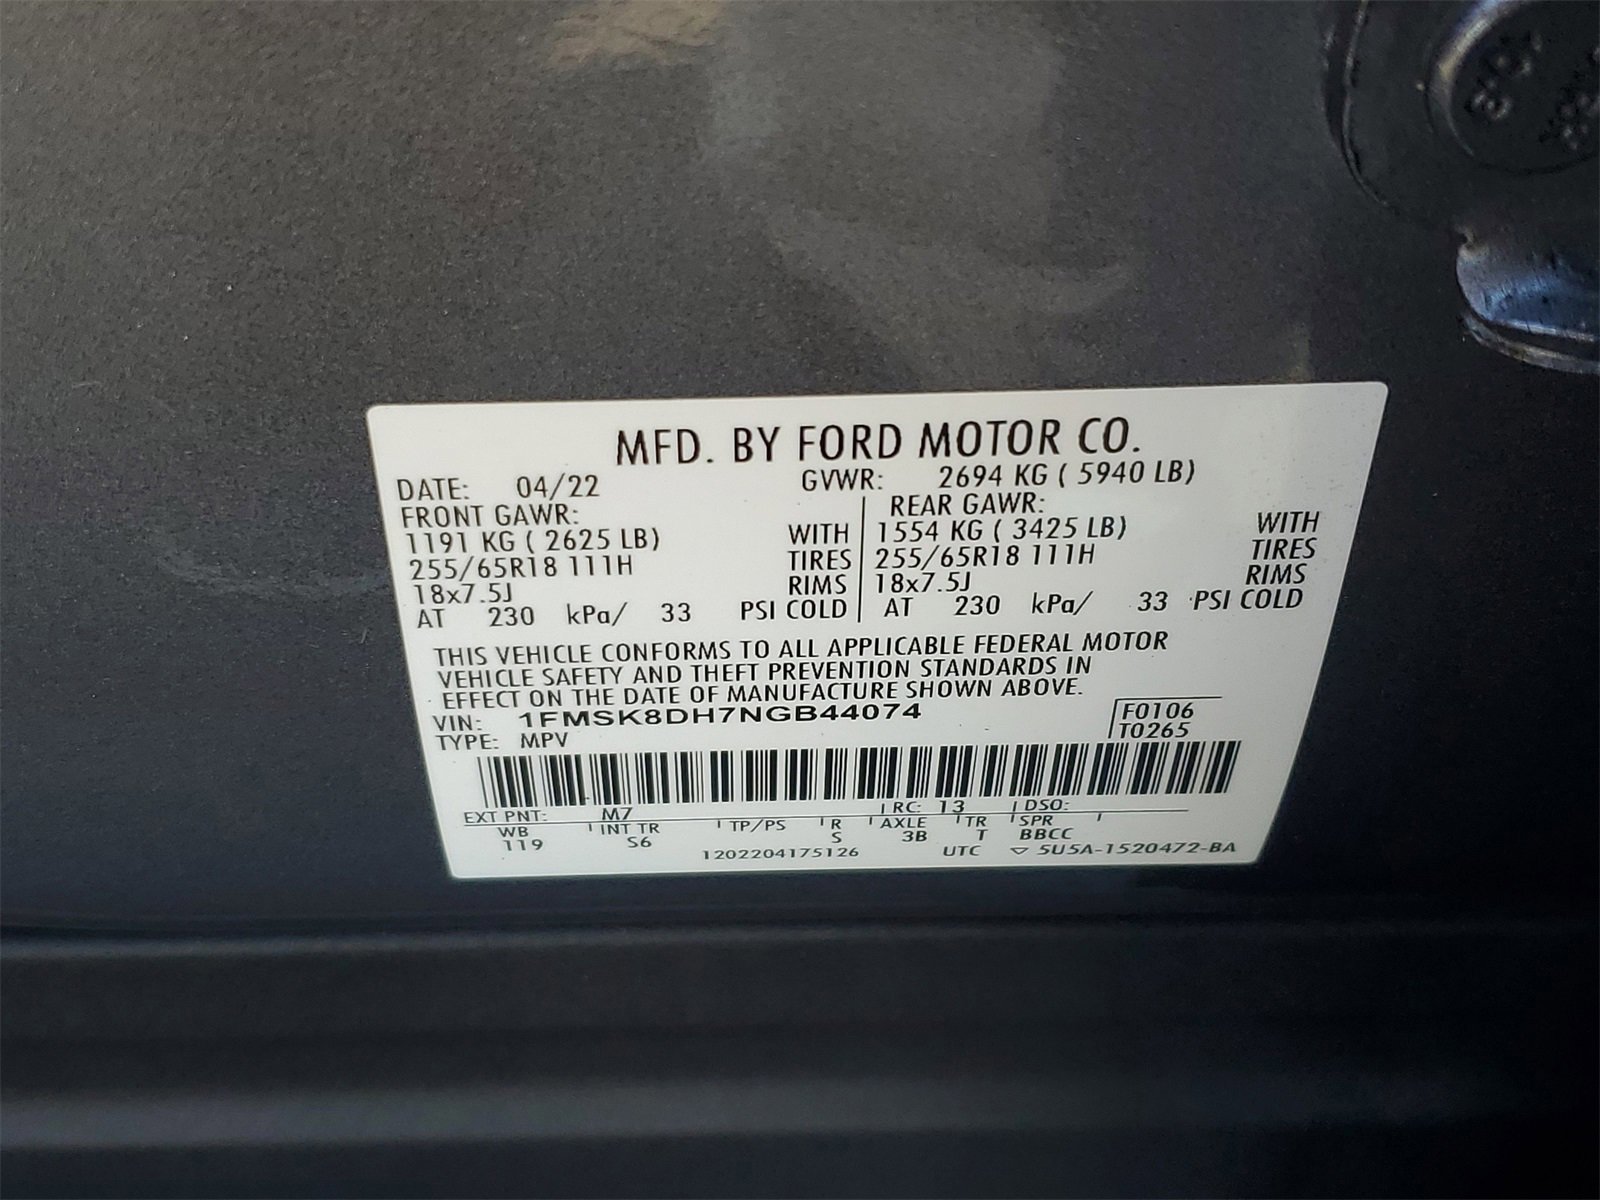 MFD. BY FORD MOTOR CO.
DATE: 04/22 GVWR: 2694 KG ( 5940 LB)
FRONT GAWR: REAR GAWR:
1191 KG ( 2625 LB) WITH 1554 KG ( 3425 LB) WITH
255/65R18 111H TIRES 255/65R18 111H TIRES
18x7.5J RIMS 18x7.5J RIMS
AT 230 kPa/ 33 PSI COLD AT 230 kPa/ 33 PSI COLD
THIS VEHICLE CONFORMS TO ALL APPLICABLE FEDERAL MOTOR
VEHICLE SAFETY AND THEFT PREVENTION STANDARDS IN
EFFECT ON THE DATE OF MANUFACTURE SHOWN ABOVE.
VIN: 1FMSK8DH7NGB44074 F0106
TYPE: MPV T0265
EXT PNT: M7 RC: 13 DSO:
WB INT TR TP/PS R AXLE TR SPR
119 S6 S 3B T BBCC
1202204175126 UTC ▽ 5U5A-1520472-BA